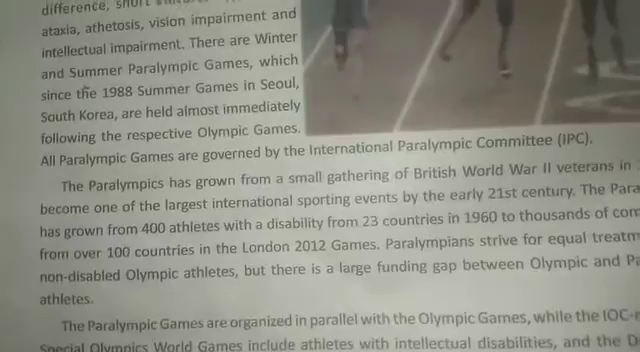 difference,
ataxia, athetosis, vision impairment and
intellectual impairment. There are Winter
and Summer Paralympic Games, which
since the 1988 Summer Games in Seoul,
South Korea, are held almost immediately
following the respective Olympic Games.
All Paralympic Games are governed by the International Paralympic Committee (IPC).
The Paralympics has grown from a small gathering of British World War II veterans in
become one of the largest international sporting events by the early 21st century. The Para
has grown from 400 athletes with a disability from 23 countries in 1960 to thousands of com
from over 100 countries in the London 2012 Games. Paralympians strive for equal treatm
non-disabled Olympic athletes, but there is a large funding gap between Olympic and Pa
athletes.
The Paralympic Games are organized in parallel with the Olympic Games, while the IOC-r
Special Olympics World Games include athletes with intellectual disabilities, and the D